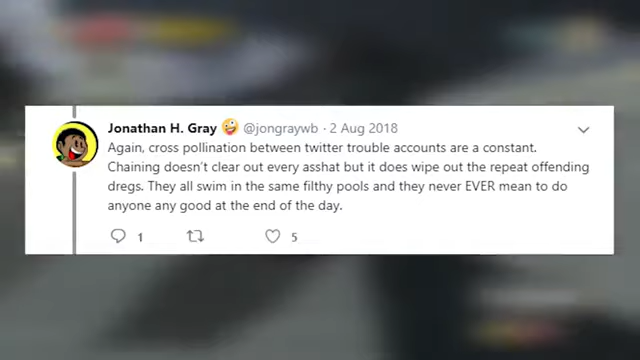 Jonathan H. Gray 🤪 @jongraywb · 2 Aug 2018
Again, cross pollination between twitter trouble accounts are a constant.
Chaining doesn't clear out every asshat but it does wipe out the repeat offending
dregs. They all swim in the same filthy pools and they never EVER mean to do
anyone any good at the end of the day.
1 5